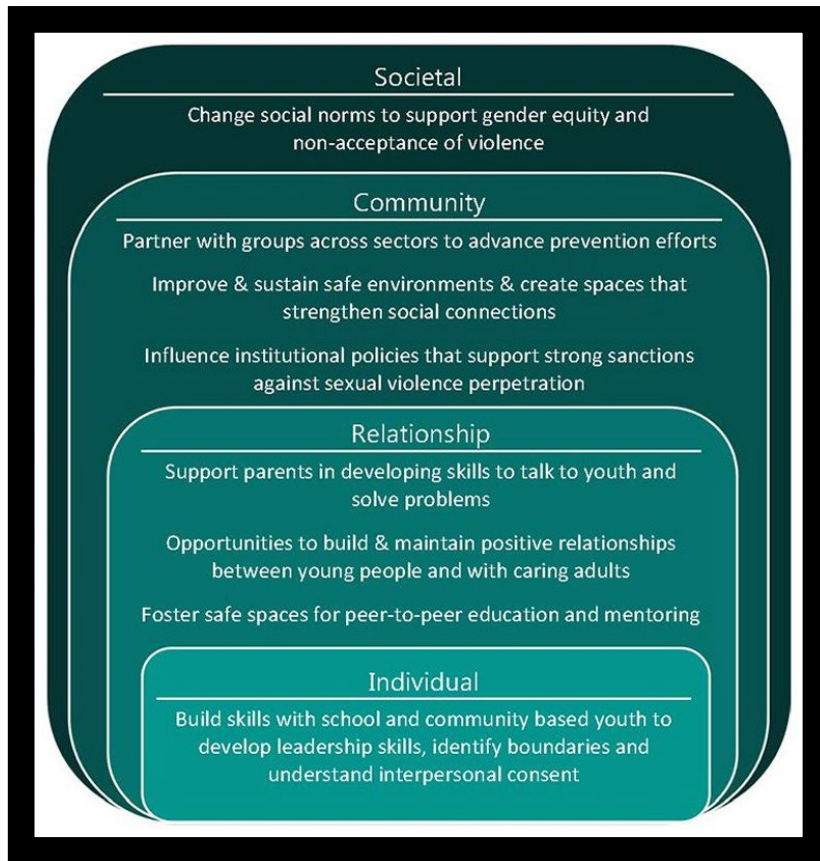 Societal
Change social norms to support gender equity and
non-acceptance of violence
Community
Partner with groups across sectors to advance prevention efforts
Improve & sustain safe environments & create spaces that
strengthen social connections
Influence institutional policies that support strong sanctions
against sexual violence perpetration
Relationship
Support parents in developing skills to talk to youth and
solve problems
Opportunities to build & maintain positive relationships
between young people and with caring adults
Foster safe spaces for peer-to-peer education and mentoring
Individual
Build skills with school and community based youth to
develop leadership skills, identify boundaries and
understand interpersonal consent